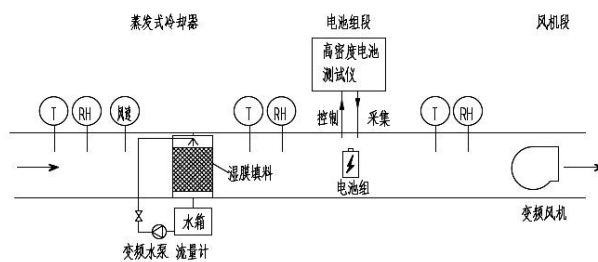 蒸发式冷却器
电池组段
风机段
高密度电池
测试仪
T
RH
风速
T
RH
控制
采集
T
RH
湿膜填料
电池组
水箱
变频风机
变频水泵
流量计